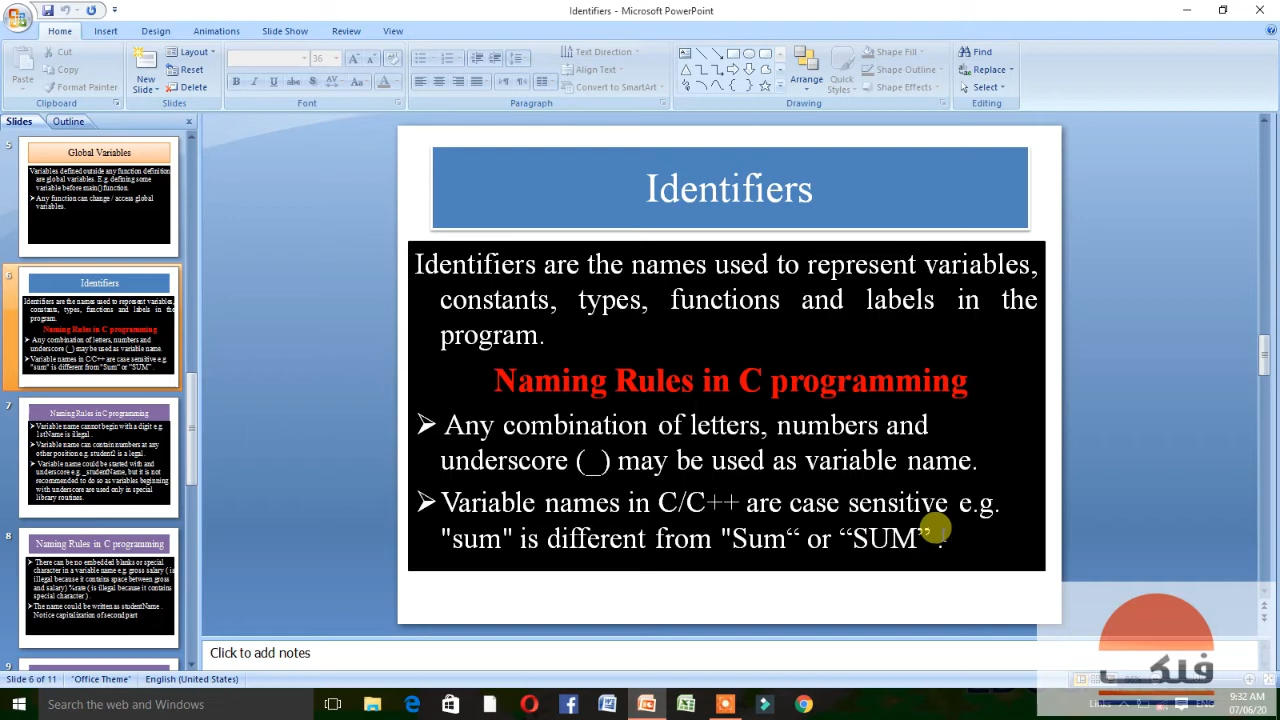 Identifiers - Microsoft PowerPoint
Home Insert Design Animations Slide Show Review View
Paste
Cut
Copy
Format Painter
Clipboard
New Slide
Layout
Reset
Delete
Slides
36
Font
Text Direction
Align Text
Convert to SmartArt
Paragraph
Arrange
Quick Styles
Shape Fill
Shape Outline
Shape Effects
Drawing
Find
Replace
Select
Editing
Slides Outline
5
Global Variables
Variables defined outside any function definition
are global variables. E.g. defining some
variable before main() function.
Any function can change / access global
variables.
6
Identifiers
Identifiers are the names used to represent variables,
constants, types, functions and labels in the
program.
Naming Rules in C programming
Any combination of letters, numbers and
underscore (_) may be used as variable name.
Variable names in C/C++ are case sensitive e.g.
"sum" is different from "Sum" or "SUM" .
7
Naming Rules in C programming
Variable name cannot begin with a digit e.g.
1stName is illegal .
Variable name can contain numbers at any
other position e.g. student2 is a legal.
Variable name could be started with and
underscore e.g. _studentName, but it is not
recommended to do so as variables beginning
with underscore are used only in special
library routines.
8
Naming Rules in C programming
There can be no embedded blanks or special
character in a variable name e.g. gross salary ( is
illegal because it contains space between gross
and salary) %rate ( is illegal because it contains
special character ) .
The name could be written as studentName .
Notice capitalization of second part
9
Identifiers
Identifiers are the names used to represent variables,
constants, types, functions and labels in the
program.
Naming Rules in C programming
Any combination of letters, numbers and
underscore (_) may be used as variable name.
Variable names in C/C++ are case sensitive e.g.
"sum" is different from "Sum“ or “SUM” .
Click to add notes
Slide 6 of 11 "Office Theme" English (United States)
فلک
Search the web and Windows
Links
ENG
9:32 AM
07/06/20